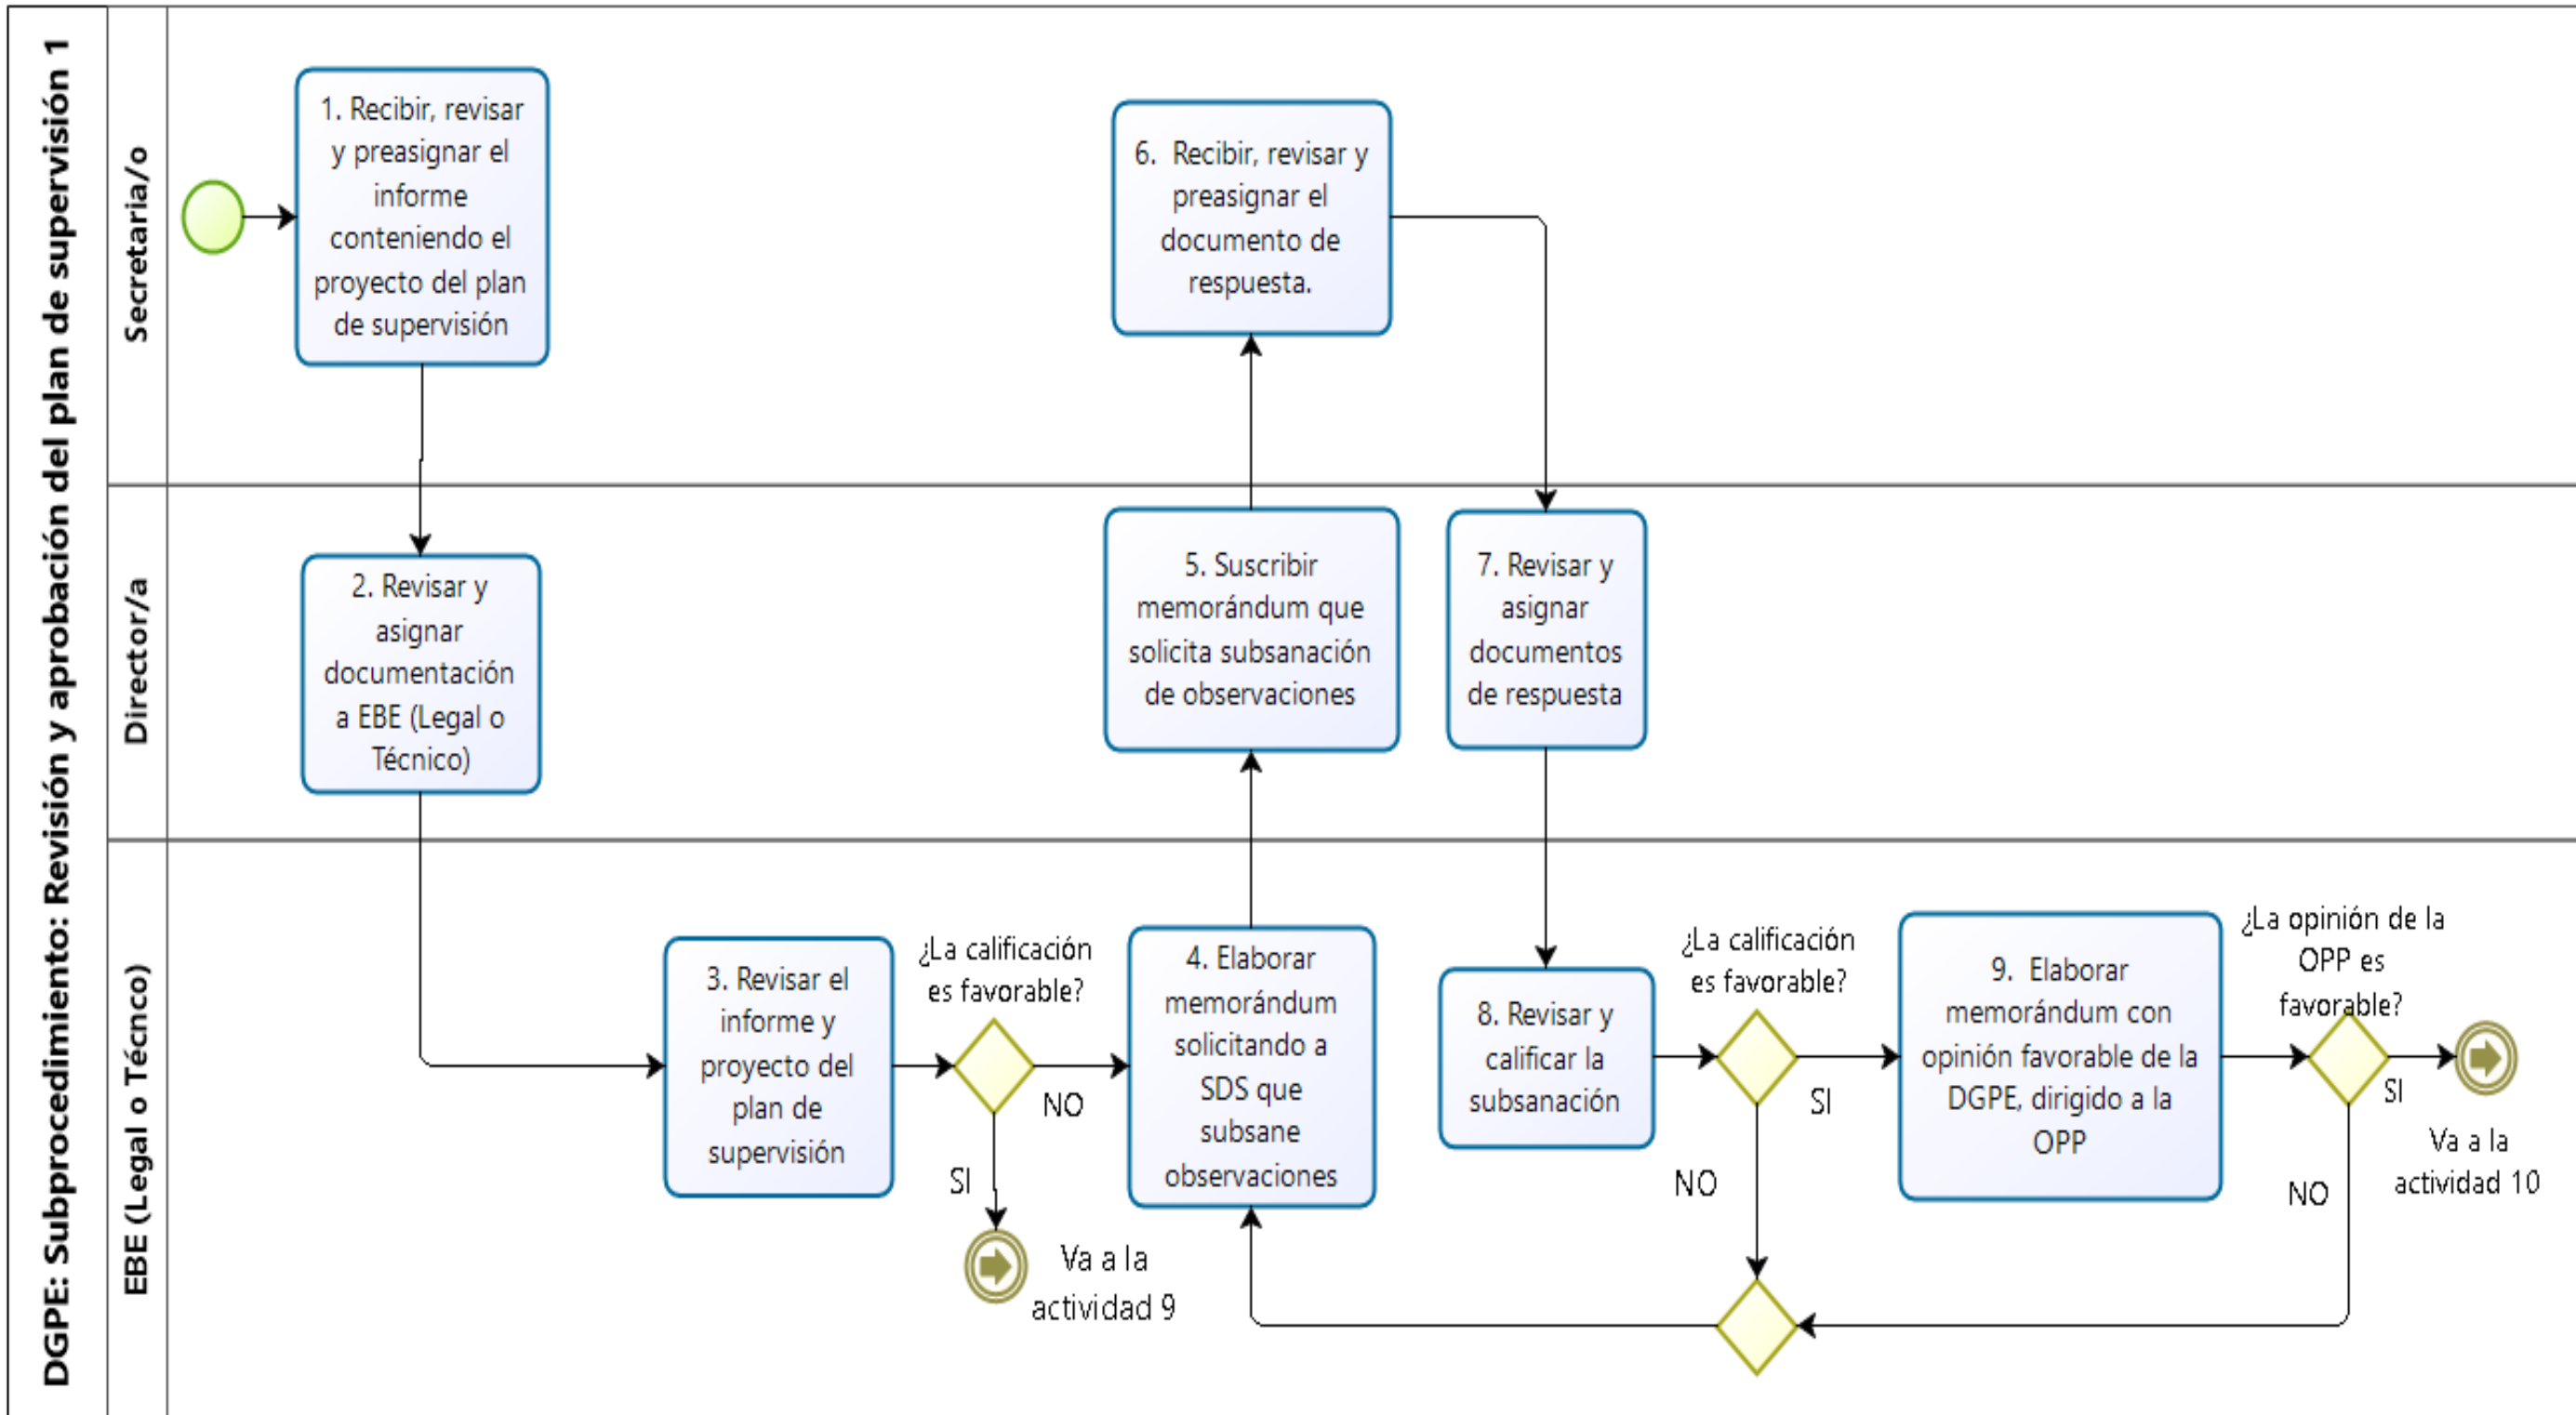 DGPE: Subprocedimiento: Revisión y aprobación del plan de supervisión 1
Secretaria/o
1. Recibir, revisar
y preasignar el
informe
conteniendo el
proyecto del plan
de supervisión
6. Recibir, revisar y
preasignar el
documento de
respuesta.
Director/a
2. Revisar y
asignar
documentación
a EBE (Legal o
Técnico)
5. Suscribir
memorándum que
solicita subsanación
de observaciones
7. Revisar y
asignar
documentos
de respuesta
EBE (Legal o Técnco)
3. Revisar el
informe y
proyecto del
plan de
supervisión
¿La calificación
es favorable?
NO
SI
Va a la
actividad 9
4. Elaborar
memorándum
solicitando a
SDS que
subsane
observaciones
8. Revisar y
calificar la
subsanación
¿La calificación
es favorable?
SI
NO
9. Elaborar
memorándum con
opinión favorable de la
DGPE, dirigido a la
OPP
¿La opinión de la
OPP es
favorable?
SI
NO
Va a la
actividad 10